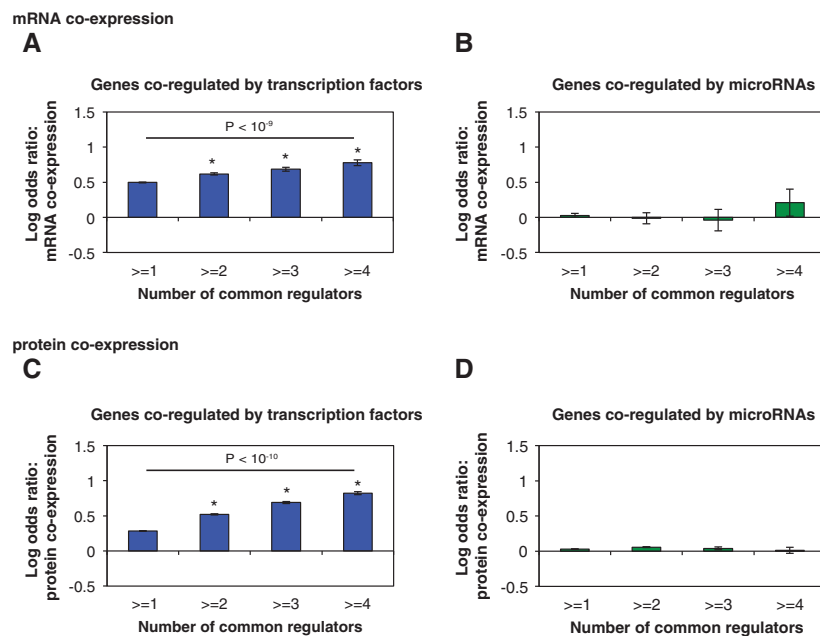 mRNA co-expression
A
Genes co-regulated by transcription factors
Log odds ratio:
mRNA co-expression
1.5
1
0.5
0
-0.5
P < 10⁻⁹
*
*
*
>=1 >=2 >=3 >=4
Number of common regulators
B
Genes co-regulated by microRNAs
Log odds ratio:
mRNA co-expression
1.5
1
0.5
0
-0.5
>=1 >=2 >=3 >=4
Number of common regulators
protein co-expression
C
Genes co-regulated by transcription factors
Log odds ratio:
protein co-expression
1.5
1
0.5
0
-0.5
P < 10⁻¹⁰
*
*
*
>=1 >=2 >=3 >=4
Number of common regulators
D
Genes co-regulated by microRNAs
Log odds ratio:
protein co-expression
1.5
1
0.5
0
-0.5
>=1 >=2 >=3 >=4
Number of common regulators